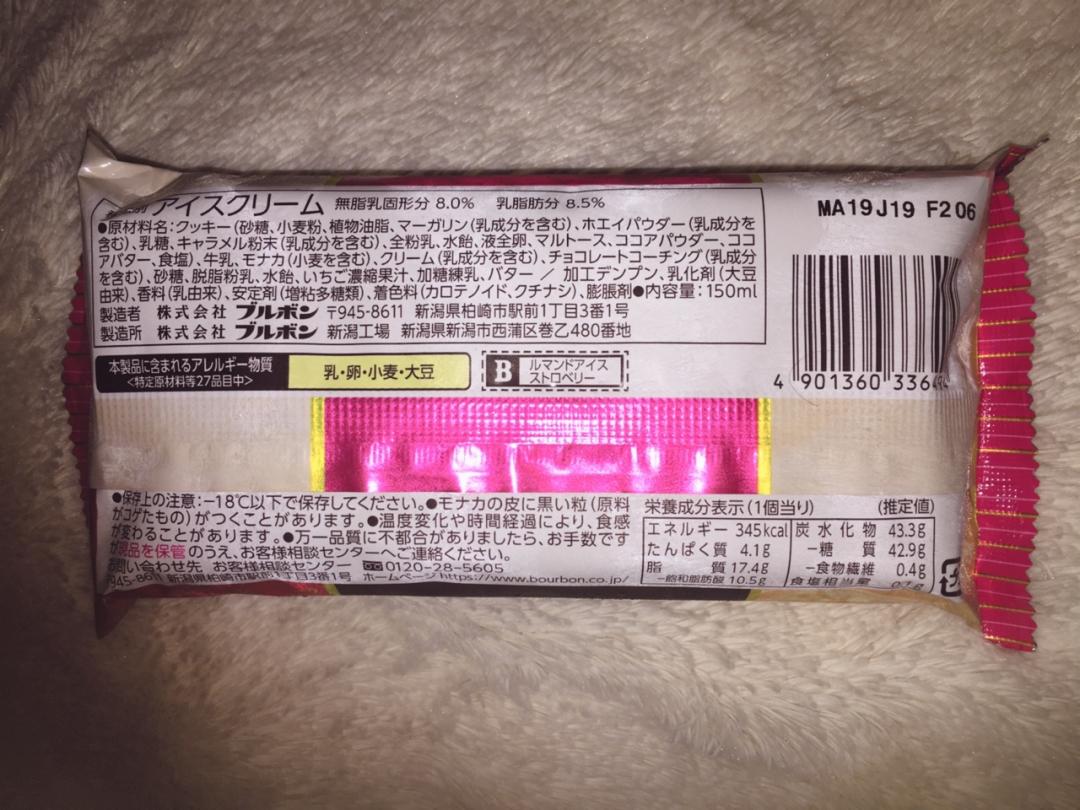 アイスクリーム 無脂乳固形分 8.0% 乳脂肪分 8.5%
●原材料名:クッキー(砂糖、小麦粉、植物油脂、マーガリン(乳成分を含む)、ホエイパウダー(乳成分を
含む)、乳糖、キャラメル粉末(乳成分を含む)、全粉乳、水飴、液全卵、マルトース、ココアパウダー、ココ
アバター、食塩)、牛乳、モナカ(小麦を含む)、クリーム(乳成分を含む)、チョコレートコーチング(乳成分
を含む)、砂糖、脱脂粉乳、水飴、いちご濃縮果汁、加糖練乳、バター / 加工デンプン、乳化剤(大豆
由来)、香料(乳由来)、安定剤(増粘多糖類)、着色料(カロテノイド、クチナシ)、膨脹剤●内容量:150ml
製造者 株式会社 ブルボン 〒945-8611 新潟県柏崎市駅前1丁目3番1号
製造所 株式会社 ブルボン 新潟工場 新潟県新潟市西蒲区巻乙480番地
MA19J19 F206
4 901360 3364
本製品に含まれるアレルギー物質
<特定原材料等27品目中>
乳・卵・小麦・大豆
B
ルマンドアイス
ストロベリー
●保存上の注意:−18℃以下で保存してください。●モナカの皮に黒い粒(原料
がコゲたもの)がつくことがあります。●温度変化や時間経過により、食感
が変わることがあります。●万一品質に不都合がありましたら、お手数です
が現品を保管のうえ、お客様相談センターへご連絡ください。
お問い合わせ先 お客様相談センター 0120-28-5605
945-8611 新潟県柏崎市駅前1丁目3番1号 ホームページ https://www.bourbon.co.jp/
栄養成分表示(1個当り) (推定値)
エネルギー 345kcal 炭水化物 43.3g
たんぱく質 4.1g −糖質 42.9g
脂質 17.4g −食物繊維 0.4g
−飽和脂肪酸 10.5g 食塩相当量